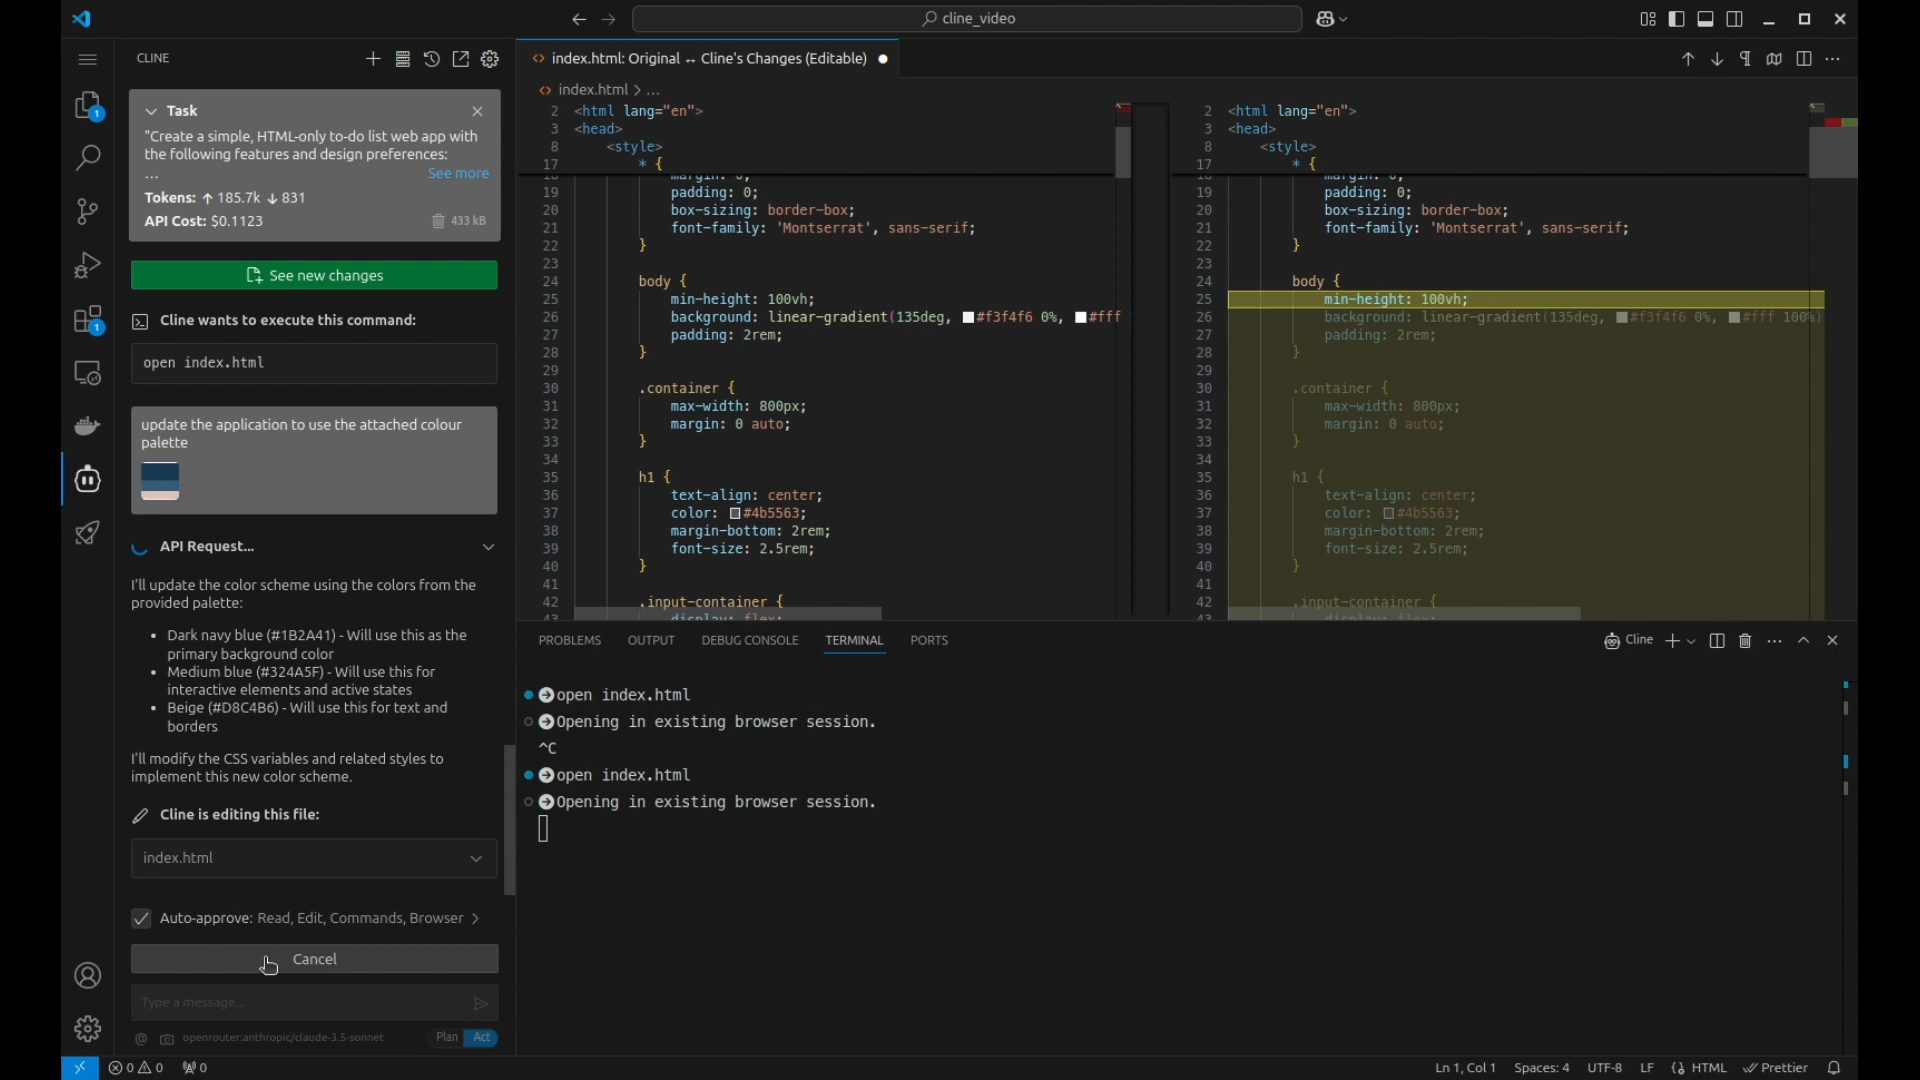 cline_video
CLINE
Task
"Create a simple, HTML-only to-do list web app with
the following features and design preferences:
...
See more
Tokens: ↑ 185.7k ↓ 831
API Cost: $0.1123
433 kB
See new changes
Cline wants to execute this command:
open index.html
update the application to use the attached colour
palette
API Request...
I'll update the color scheme using the colors from the
provided palette:
• Dark navy blue (#1B2A41) - Will use this as the
primary background color
• Medium blue (#324A5F) - Will use this for
interactive elements and active states
• Beige (#D8C4B6) - Will use this for text and
borders
I'll modify the CSS variables and related styles to
implement this new color scheme.
Cline is editing this file:
index.html
Auto-approve: Read, Edit, Commands, Browser
Cancel
Type a message...
@ openrouter:anthropic/claude-3.5-sonnet
Plan Act
1
1
index.html: Original ↔ Cline's Changes (Editable)
index.html > ...
2 <html lang="en">
3 <head>
8 <style>
17 * {
18 margin: 0;
19 padding: 0;
20 box-sizing: border-box;
21 font-family: 'Montserrat', sans-serif;
22 }
23
24 body {
25 min-height: 100vh;
26 background: linear-gradient(135deg, #f3f4f6 0%, #fff
27 padding: 2rem;
28 }
29
30 .container {
31 max-width: 800px;
32 margin: 0 auto;
33 }
34
35 h1 {
36 text-align: center;
37 color: #4b5563;
38 margin-bottom: 2rem;
39 font-size: 2.5rem;
40 }
41
42 .input-container {
43 display: flex;
2 <html lang="en">
3 <head>
8 <style>
17 * {
18 margin: 0;
19 padding: 0;
20 box-sizing: border-box;
21 font-family: 'Montserrat', sans-serif;
22 }
23
24 body {
25 min-height: 100vh;
26 background: linear-gradient(135deg, #f3f4f6 0%, #fff 100%)
27 padding: 2rem;
28 }
29
30 .container {
31 max-width: 800px;
32 margin: 0 auto;
33 }
34
35 h1 {
36 text-align: center;
37 color: #4b5563;
38 margin-bottom: 2rem;
39 font-size: 2.5rem;
40 }
41
42 .input-container {
43 display: flex;
PROBLEMS OUTPUT DEBUG CONSOLE TERMINAL PORTS
Cline
open index.html
Opening in existing browser session.
^C
open index.html
Opening in existing browser session.
0 0 0
Ln 1, Col 1 Spaces: 4 UTF-8 LF {} HTML Prettier